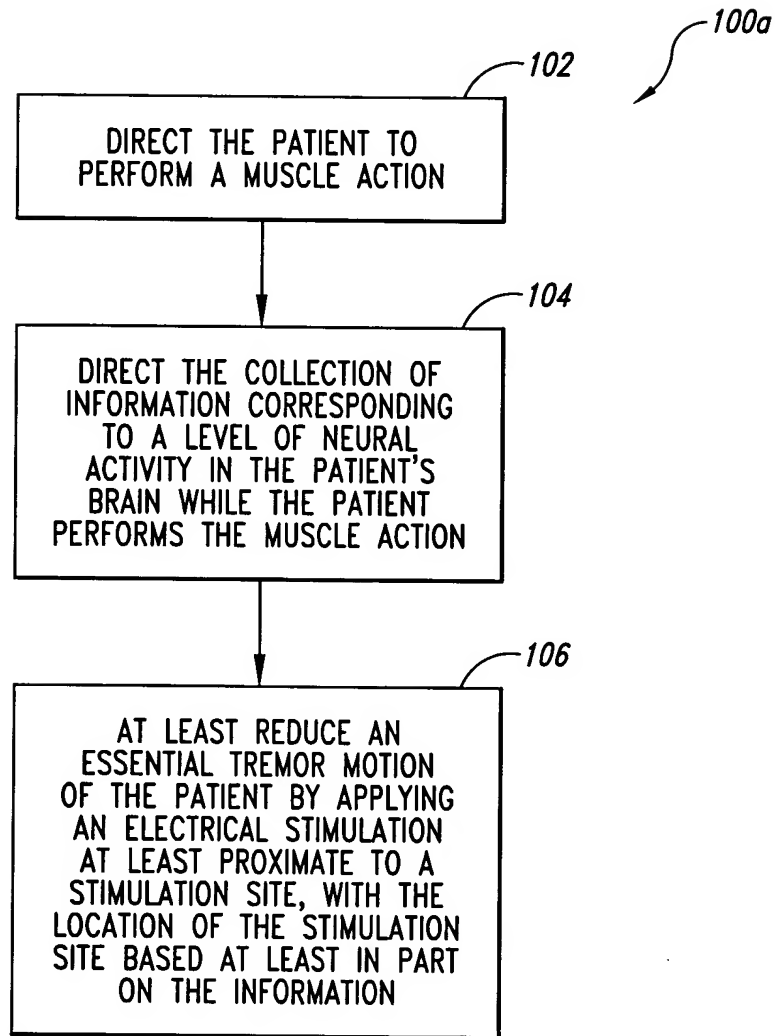 100a
102
DIRECT THE PATIENT TO
PERFORM A MUSCLE ACTION
104
DIRECT THE COLLECTION OF
INFORMATION CORRESPONDING
TO A LEVEL OF NEURAL
ACTIVITY IN THE PATIENT'S
BRAIN WHILE THE PATIENT
PERFORMS THE MUSCLE ACTION
106
AT LEAST REDUCE AN
ESSENTIAL TREMOR MOTION
OF THE PATIENT BY APPLYING
AN ELECTRICAL STIMULATION
AT LEAST PROXIMATE TO A
STIMULATION SITE, WITH THE
LOCATION OF THE STIMULATION
SITE BASED AT LEAST IN PART
ON THE INFORMATION